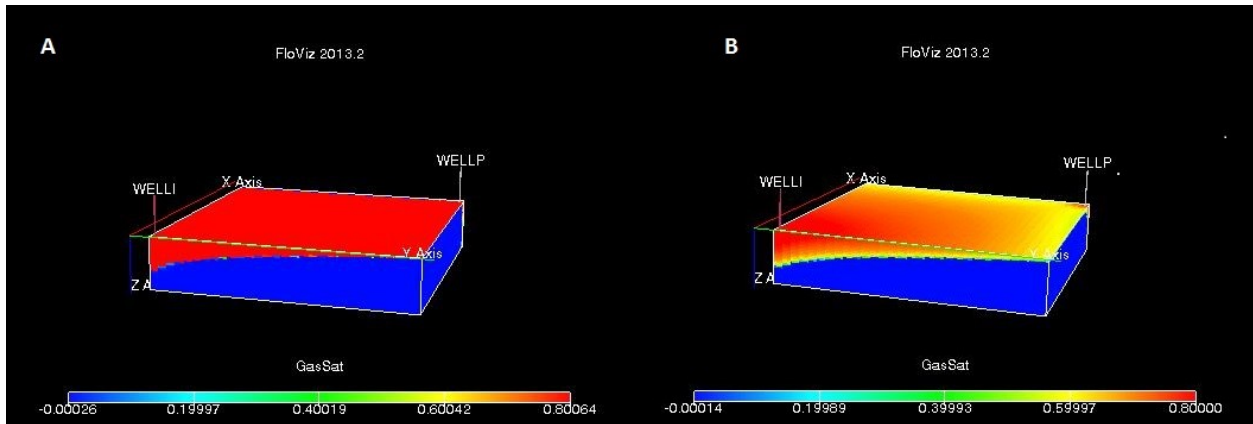 A
FloViz 2013.2
WELLP
WELLI
X Axis
Y Axis
Z A
GasSat
-0.00026 0.19997 0.40019 0.60042 0.80064
B
FloViz 2013.2
WELLP
WELLI
X Axis
Y Axis
Z A
GasSat
-0.00014 0.19989 0.39993 0.59997 0.80000